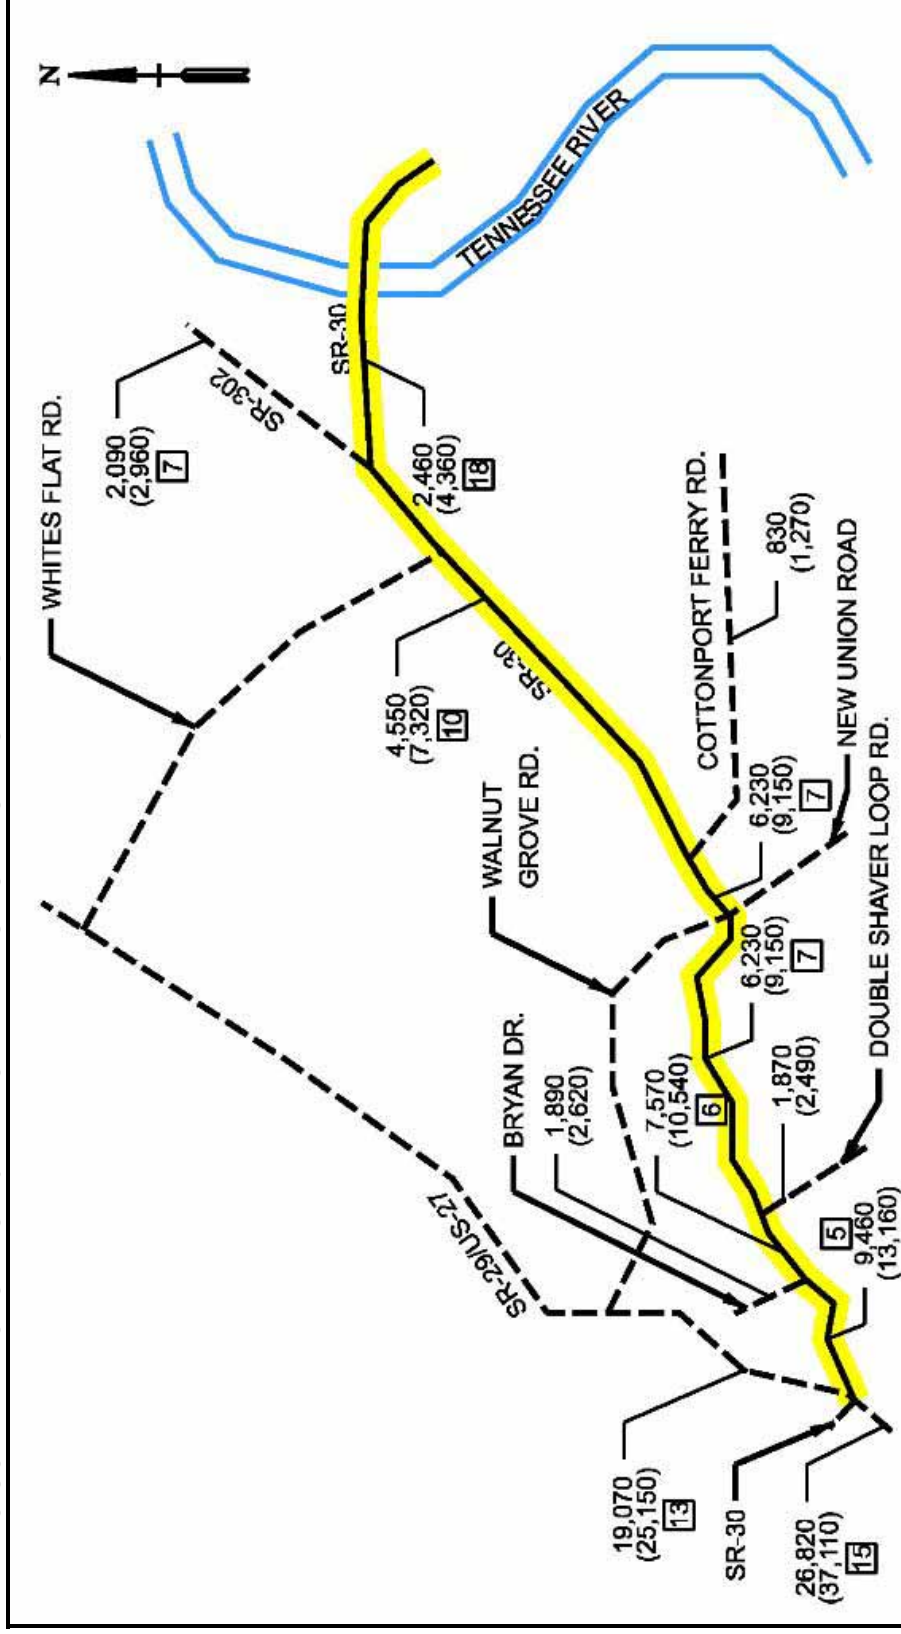 N
WHITES FLAT RD.
2,090
(2,960)
7
SR-302
SR-30
TENNESSEE RIVER
2,460
(4,360)
18
4,550
(7,320)
10
SR-30
COTTONPORT FERRY RD.
830
(1,270)
WALNUT
GROVE RD.
6,230
(9,150)
7
NEW UNION ROAD
6,230
(9,150)
7
BRYAN DR.
1,890
(2,620)
7,570
(10,540)
6
1,870
(2,490)
DOUBLE SHAVER LOOP RD.
SR-29/US-27
5
9,460
(13,160)
19,070
(25,150)
13
SR-30
26,820
(37,110)
15